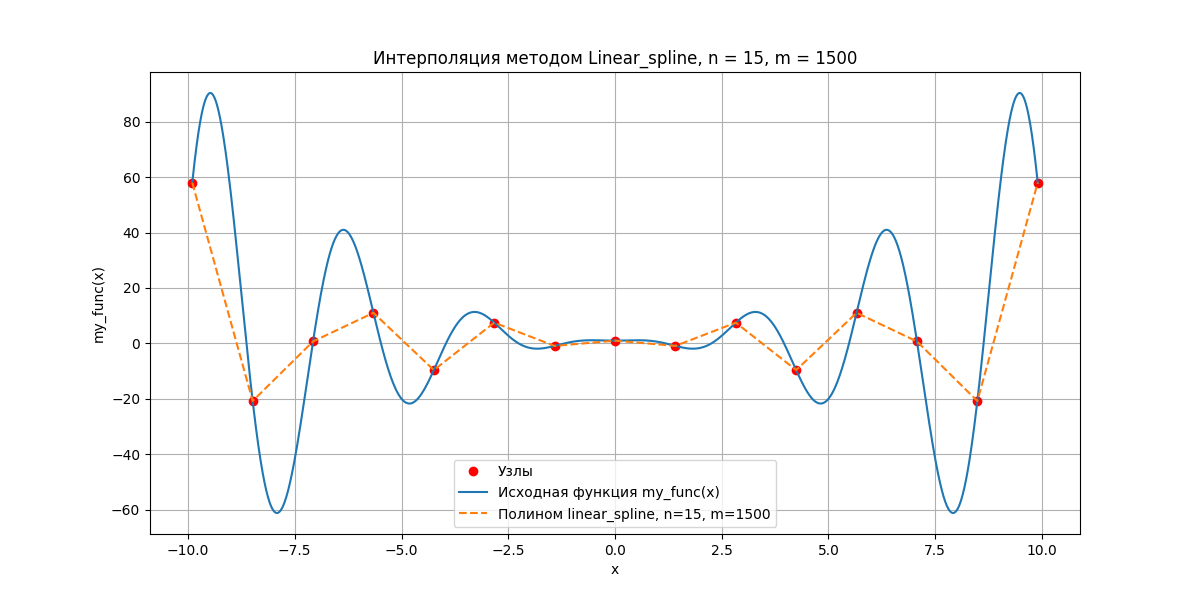 Интерполяция методом Linear_spline, n = 15, m = 1500
my_func(x)
80
60
40
20
0
−20
−40
−60
Узлы
Исходная функция my_func(x)
Полином linear_spline, n=15, m=1500
−10.0 −7.5 −5.0 −2.5 0.0 2.5 5.0 7.5 10.0
x